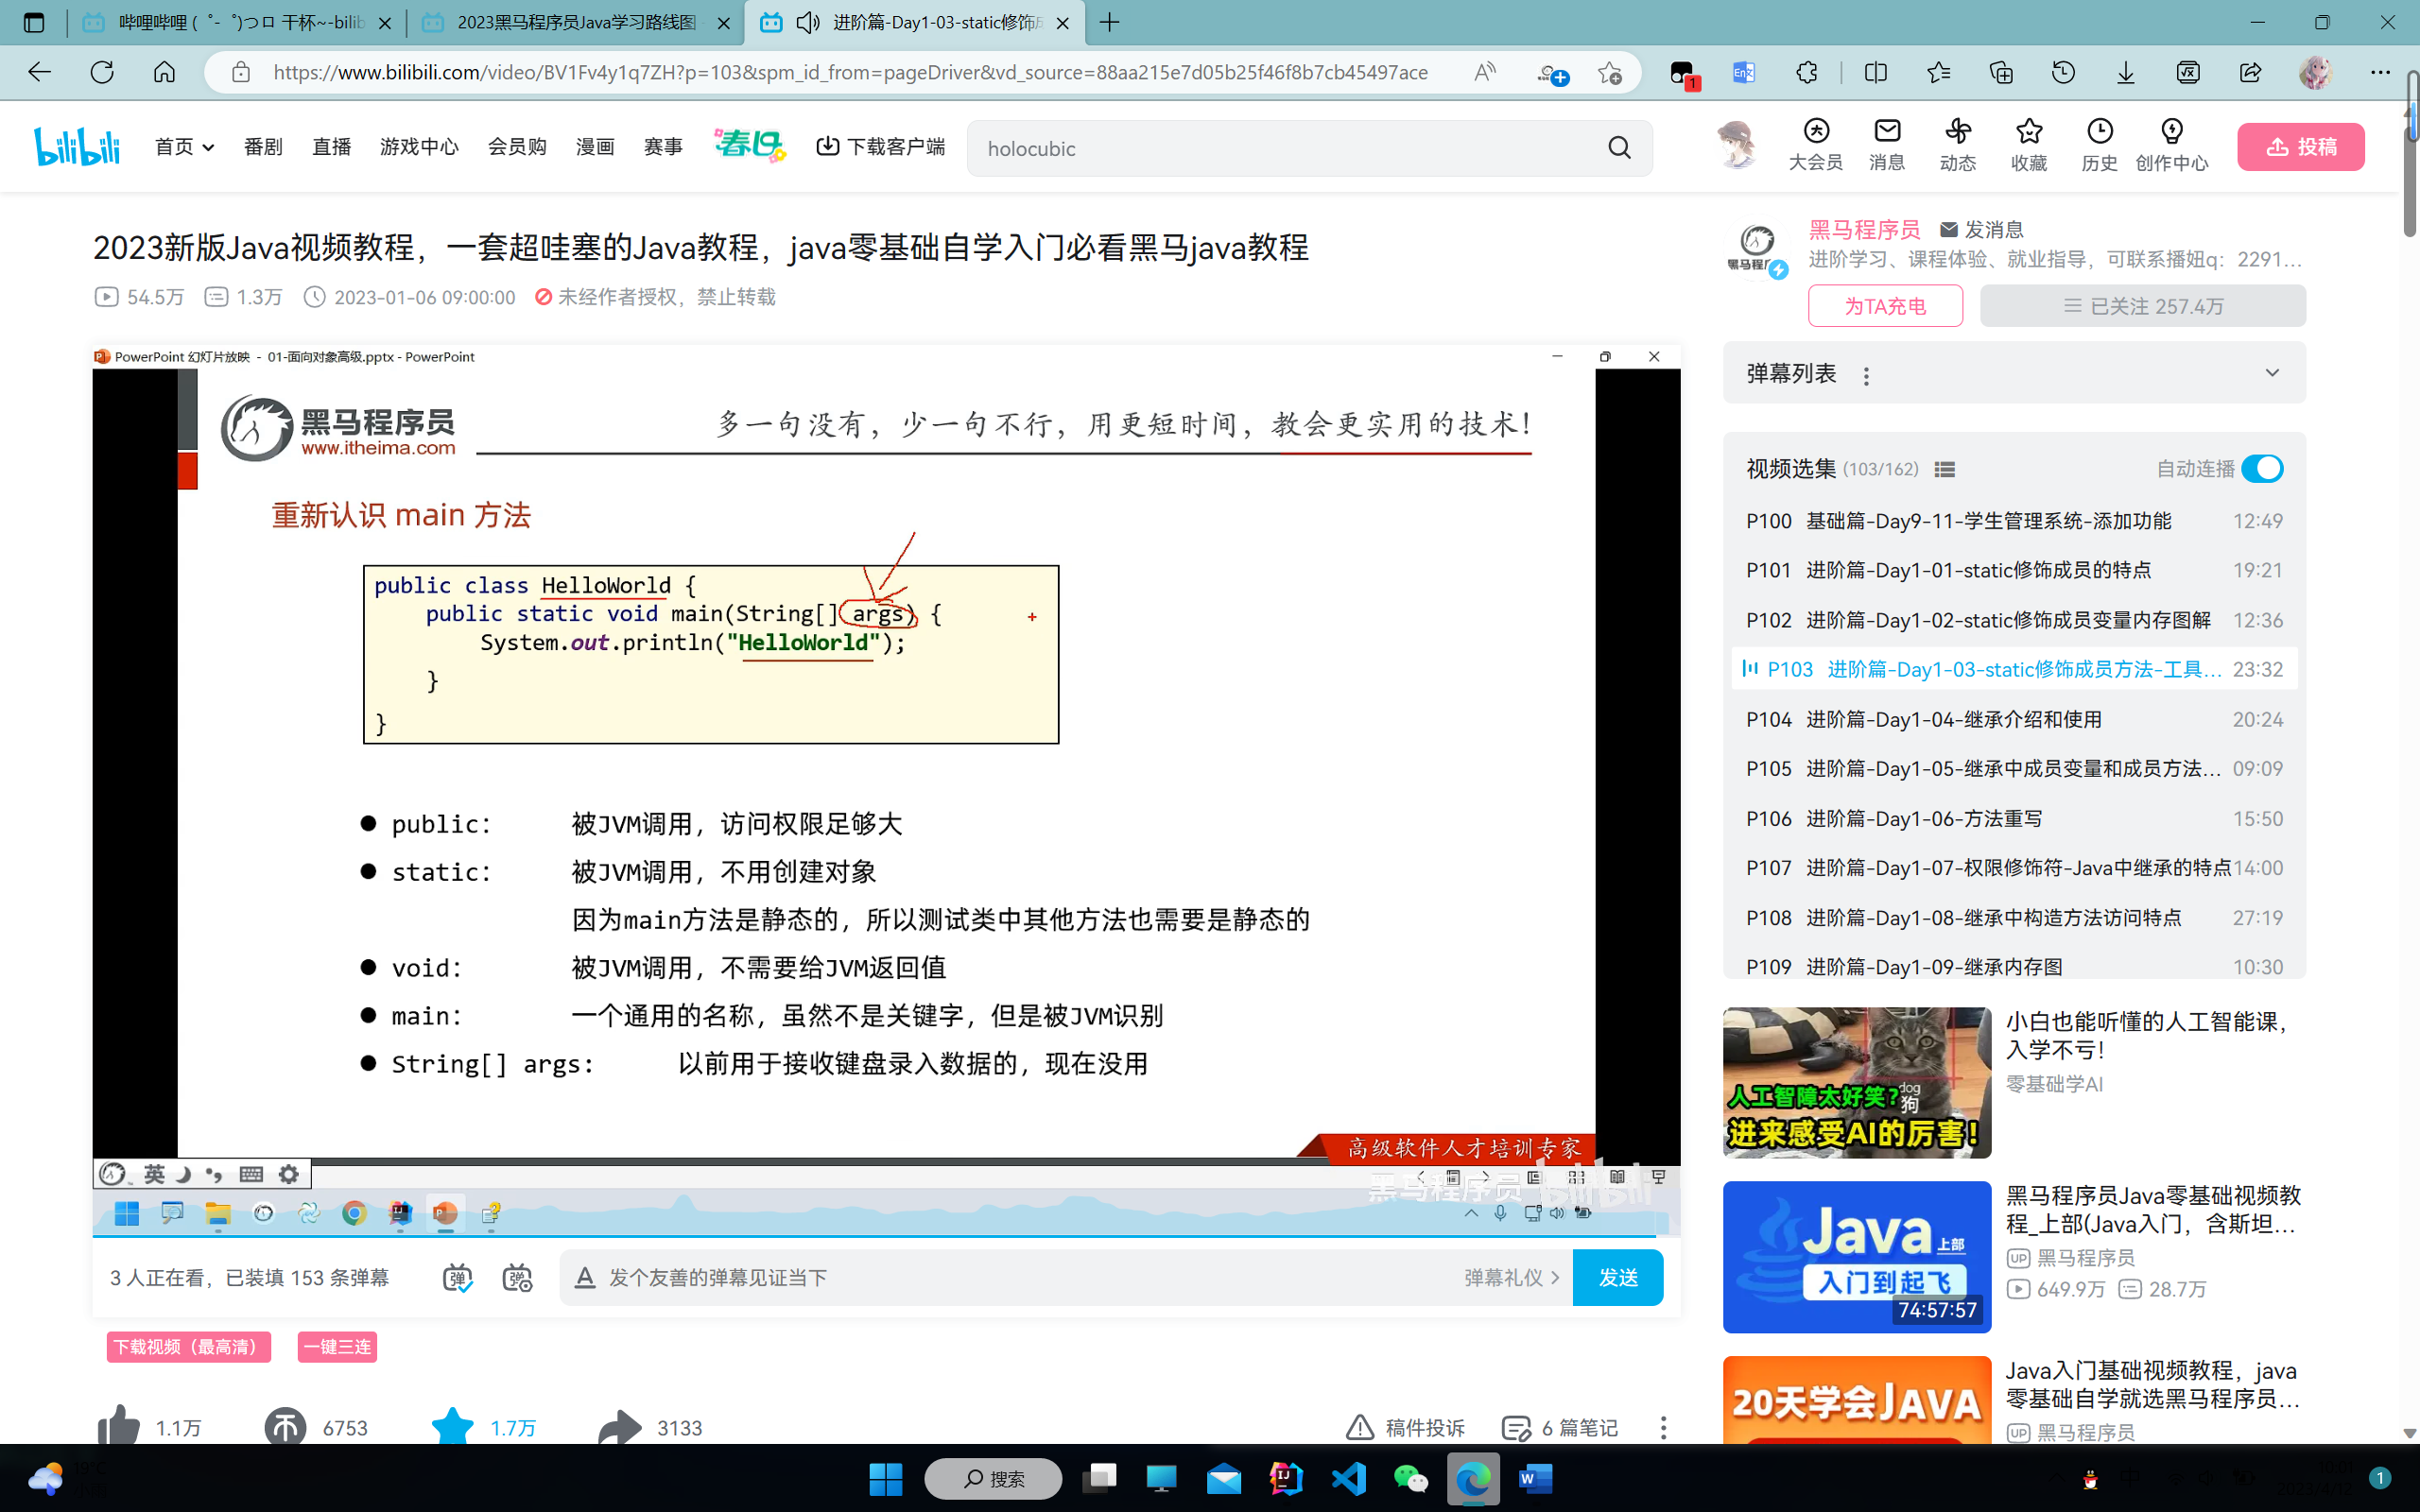 哔哩哔哩 (゜-゜)つロ 干杯~-bilib
2023黑马程序员Java学习路线图
进阶篇-Day1-03-static修饰
https://www.bilibili.com/video/BV1Fv4y1q7ZH?p=103&spm_id_from=pageDriver&vd_source=88aa215e7d05b25f46f8b7cb45497ace
1
bilibili
首页
番剧
直播
游戏中心
会员购
漫画
赛事
春日
下载客户端
holocubic
大会员
消息
动态
收藏
历史
创作中心
投稿
2023新版Java视频教程，一套超哇塞的Java教程，java零基础自学入门必看黑马java教程
54.5万 1.3万 2023-01-06 09:00:00 未经作者授权，禁止转载
PowerPoint 幻灯片放映 - 01-面向对象高级.pptx - PowerPoint
黑马程序员
www.itheima.com
多一句没有，少一句不行，用更短时间，教会更实用的技术！
重新认识 main 方法
public class HelloWorld {
public static void main(String[] args) {
System.out.println("HelloWorld");
}
}
● public： 被JVM调用，访问权限足够大
● static： 被JVM调用，不用创建对象
因为main方法是静态的，所以测试类中其他方法也需要是静态的
● void： 被JVM调用，不需要给JVM返回值
● main： 一个通用的名称，虽然不是关键字，但是被JVM识别
● String[] args: 以前用于接收键盘录入数据的，现在没用
高级软件人才培训专家
英
黑马程序员 bilibili
3 人正在看，已装填 153 条弹幕
发个友善的弹幕见证当下
弹幕礼仪
发送
下载视频（最高清）
一键三连
1.1万
6753
1.7万
3133
稿件投诉
6 篇笔记
黑马程序员 发消息
进阶学习、课程体验、就业指导，可联系播妞q：2291...
为TA充电
已关注 257.4万
弹幕列表
视频选集 (103/162) 自动连播
P100 基础篇-Day9-11-学生管理系统-添加功能 12:49
P101 进阶篇-Day1-01-static修饰成员的特点 19:21
P102 进阶篇-Day1-02-static修饰成员变量内存图解 12:36
P103 进阶篇-Day1-03-static修饰成员方法-工具... 23:32
P104 进阶篇-Day1-04-继承介绍和使用 20:24
P105 进阶篇-Day1-05-继承中成员变量和成员方法... 09:09
P106 进阶篇-Day1-06-方法重写 15:50
P107 进阶篇-Day1-07-权限修饰符-Java中继承的特点 14:00
P108 进阶篇-Day1-08-继承中构造方法访问特点 27:19
P109 进阶篇-Day1-09-继承内存图 10:30
人工智障太好笑？
dog
狗
进来感受AI的厉害！
小白也能听懂的人工智能课，
入学不亏！
零基础学AI
Java上部
入门到起飞
74:57:57
黑马程序员Java零基础视频教
程_上部(Java入门，含斯坦...
黑马程序员
649.9万 28.7万
20天学会JAVA
Java入门基础视频教程，java
零基础自学就选黑马程序员...
黑马程序员
搜索
1